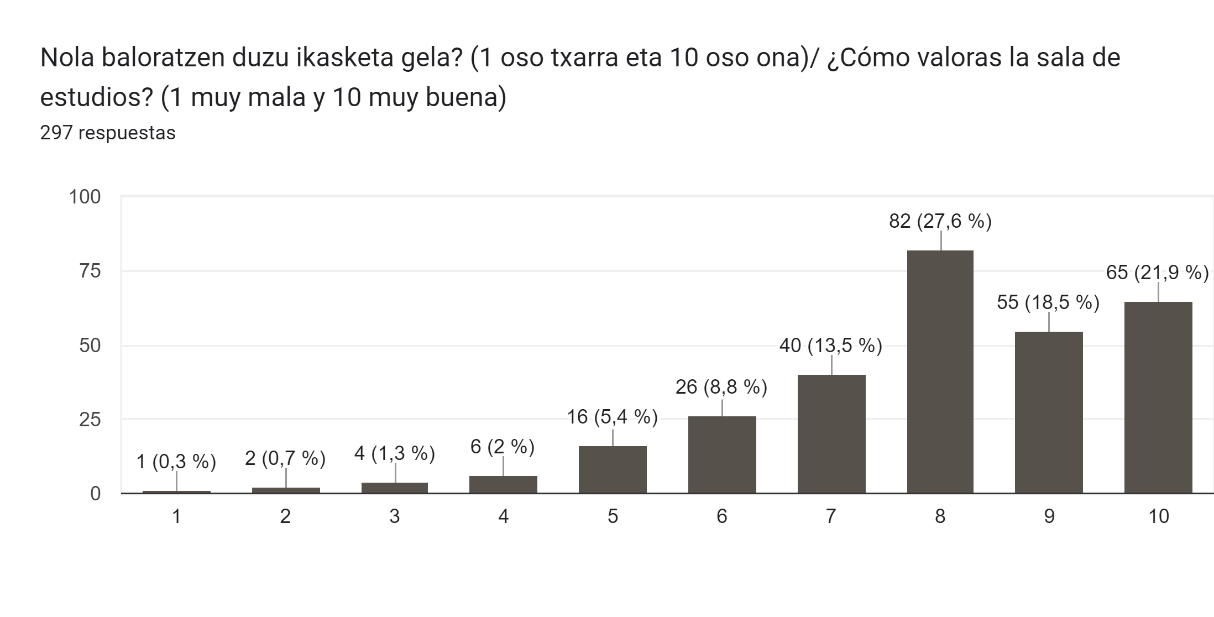 Nola baloratzen duzu ikasketa gela? (1 oso txarra eta 10 oso ona)/ ¿Cómo valoras la sala de
estudios? (1 muy mala y 10 muy buena)
297 respuestas
100
75
50
25
0
1 (0,3 %)
2 (0,7 %)
4 (1,3 %)
6 (2 %)
16 (5,4 %)
26 (8,8 %)
40 (13,5 %)
82 (27,6 %)
55 (18,5 %)
65 (21,9 %)
1 2 3 4 5 6 7 8 9 10